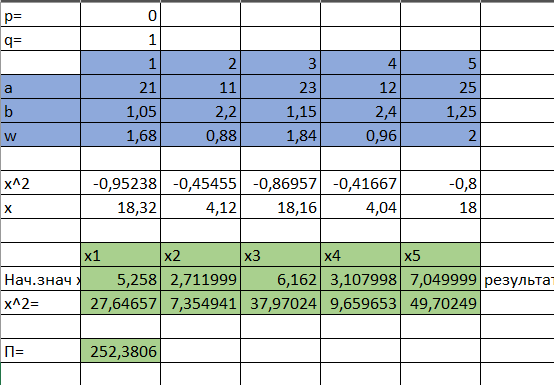 p= 0
q= 1
1 2 3 4 5
a 21 11 23 12 25
b 1,05 2,2 1,15 2,4 1,25
w 1,68 0,88 1,84 0,96 2
x^2 -0,95238 -0,45455 -0,86957 -0,41667 -0,8
x 18,32 4,12 18,16 4,04 18
x1 x2 x3 x4 x5
Нач.знач 5,258 2,711999 6,162 3,107998 7,049999 результат
x^2= 27,64657 7,354941 37,97024 9,659653 49,70249
П= 252,3806